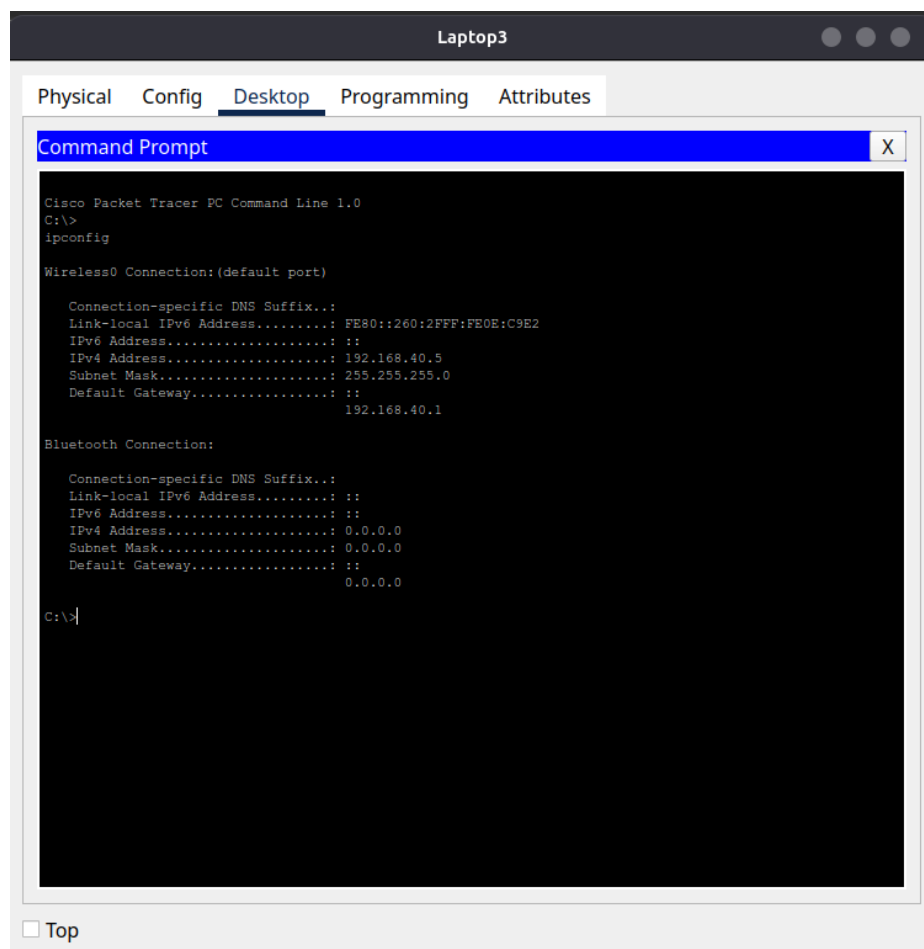 Laptop3
Physical Config Desktop Programming Attributes
Command Prompt X
Cisco Packet Tracer PC Command Line 1.0
C:\>
ipconfig
Wireless0 Connection:(default port)
Connection-specific DNS Suffix..:
Link-local IPv6 Address.........: FE80::260:2FFF:FE0E:C9E2
IPv6 Address....................: ::
IPv4 Address....................: 192.168.40.5
Subnet Mask.....................: 255.255.255.0
Default Gateway.................: ::
192.168.40.1
Bluetooth Connection:
Connection-specific DNS Suffix..:
Link-local IPv6 Address.........: ::
IPv6 Address....................: ::
IPv4 Address....................: 0.0.0.0
Subnet Mask.....................: 0.0.0.0
Default Gateway.................: ::
0.0.0.0
C:\>
Top